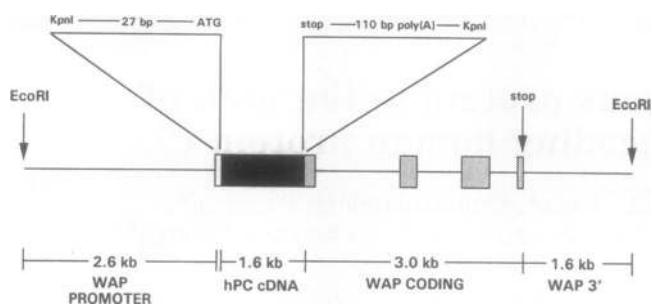 KpnI 27 bp ATG
stop 110 bp poly(A) KpnI
EcoRI
stop
EcoRI
2.6 kb
WAP
PROMOTER
1.6 kb
hPC cDNA
3.0 kb
WAP CODING
1.6 kb
WAP 3'